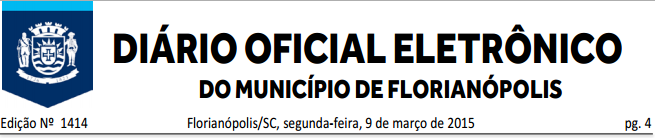 DIÁRIO OFICIAL ELETRÔNICO
DO MUNICÍPIO DE FLORIANÓPOLIS
Edição Nº 1414 Florianópolis/SC, segunda-feira, 9 de março de 2015 pg. 4